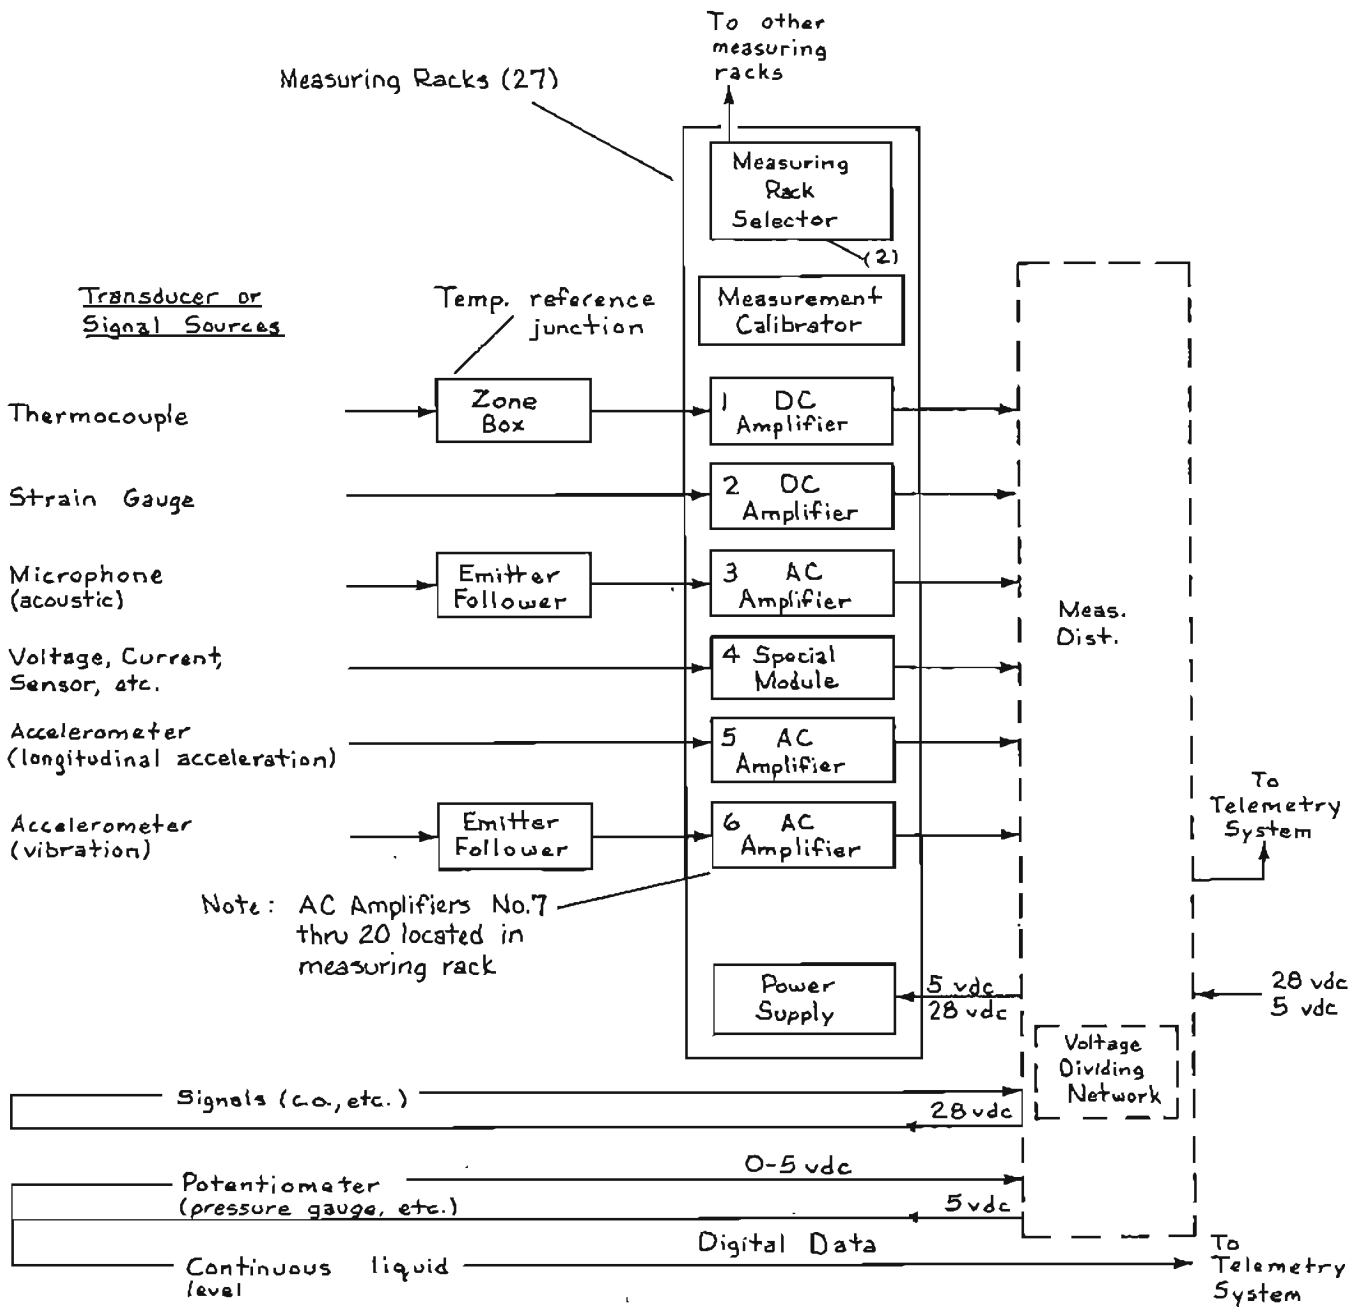 To other
measuring
racks
Measuring Racks (27)
Measuring
Rack
Selector
(2)
Transducer or
Signal Sources
Temp. reference
junction
Measurement
Calibrator
Thermocouple
Zone
Box
1 DC
Amplifier
Strain Gauge
2 DC
Amplifier
Microphone
(acoustic)
Emitter
Follower
3 AC
Amplifier
Meas.
Dist.
Voltage, Current,
Sensor, etc.
4 Special
Module
Accelerometer
(longitudinal acceleration)
5 AC
Amplifier
To
Telemetry
System
Accelerometer
(vibration)
Emitter
Follower
6 AC
Amplifier
Note: AC Amplifiers No.7
thru 20 located in
measuring rack
Power
Supply
5 vdc
28 vdc
28 vdc
5 vdc
Voltage
Dividing
Network
Signals (c.o., etc.)
28 vdc
0-5 vdc
Potentiometer
(pressure gauge, etc.)
5 vdc
Digital Data
Continuous liquid
level
To
Telemetry
System